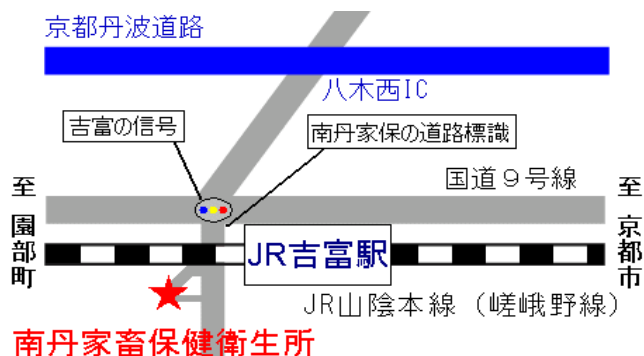 京都丹波道路
八木西IC
吉富の信号
南丹家保の道路標識
国道９号線
至園部町
至京都市
JR吉富駅
JR山陰本線（嵯峨野線）
南丹家畜保健衛生所